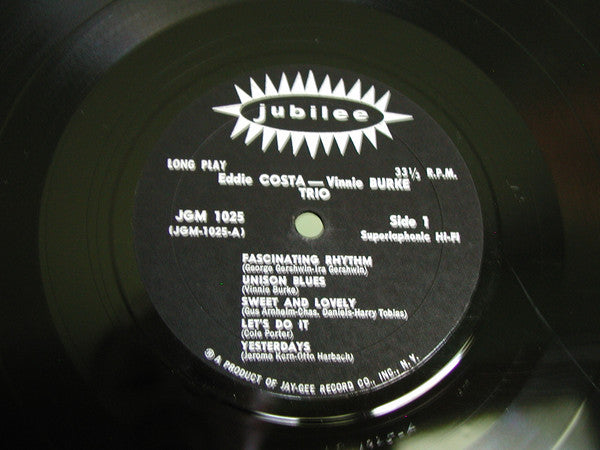 jubilee
LONG PLAY
33⅓ R.P.M.
Eddie COSTA — Vinnie BURKE
TRIO
JGM 1025
(JGM-1025-A)
Side 1
Superlaphonic Hi-Fi
FASCINATING RHYTHM
(George Gershwin-Ira Gershwin)
UNISON BLUES
(Vinnie Burke)
SWEET AND LOVELY
(Gus Arnheim-Chas. Daniels-Harry Tobias)
LET'S DO IT
(Cole Porter)
YESTERDAYS
(Jerome Kern-Otto Harbach)
A PRODUCT OF JAY-GEE RECORD CO., INC., N. Y.